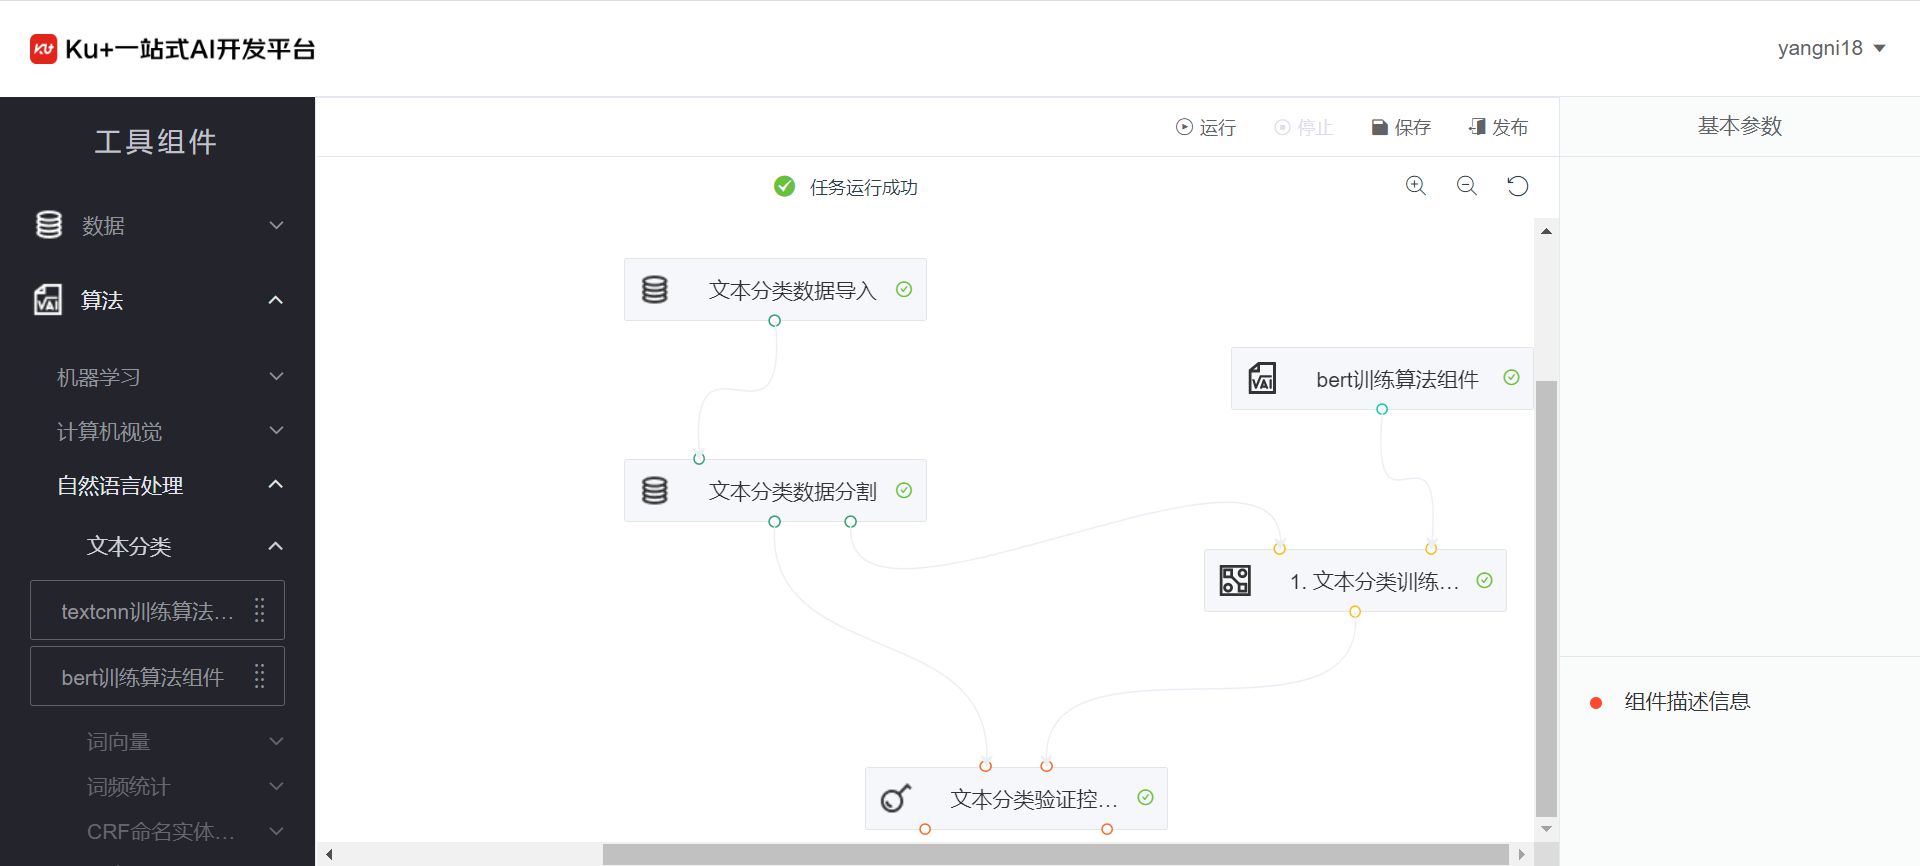 Ku+一站式AI开发平台
yangni18
工具组件
数据
算法
机器学习
计算机视觉
自然语言处理
文本分类
textcnn训练算法...
bert训练算法组件
词向量
词频统计
CRF命名实体...
运行
停止
保存
发布
任务运行成功
文本分类数据导入
bert训练算法组件
文本分类数据分割
1. 文本分类训练...
文本分类验证控...
基本参数
组件描述信息